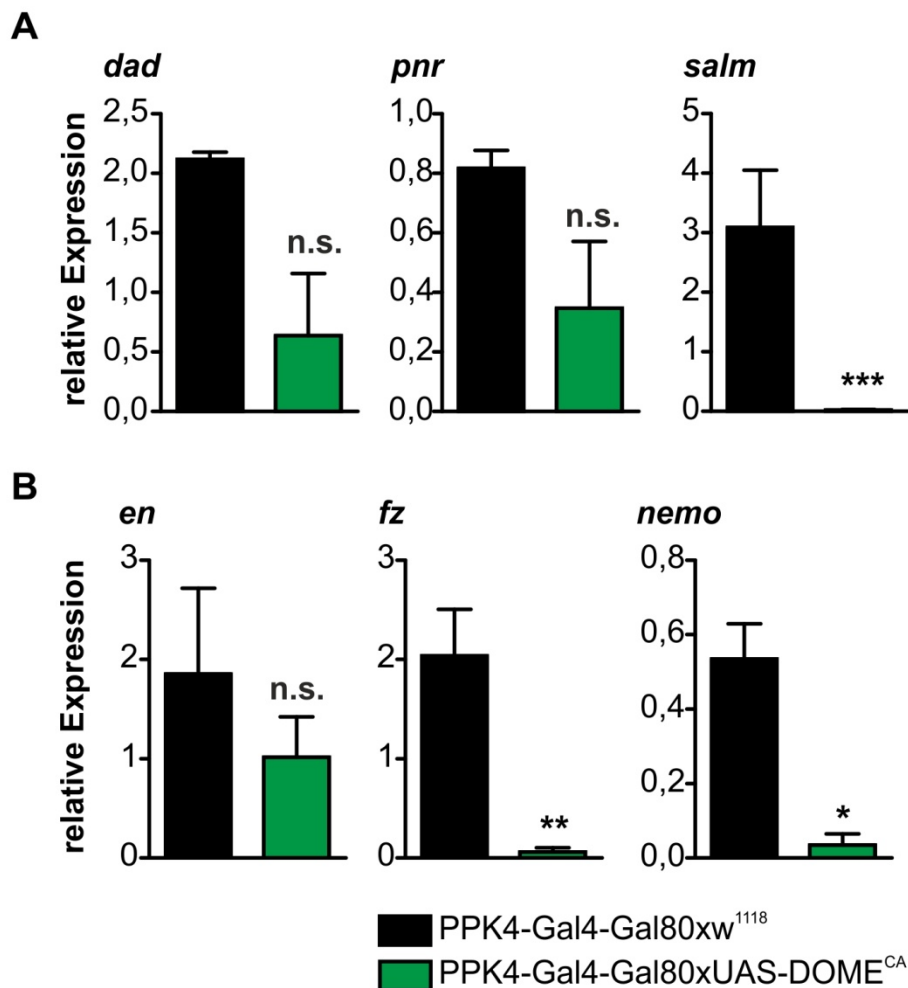 A
dad
pnr
salm
relative Expression
2,5
2,0
1,5
1,0
0,5
0,0
n.s.
1,0
0,8
0,6
0,4
0,2
0,0
n.s.
5
4
3
2
1
0
***
B
en
fz
nemo
relative Expression
3
2
1
0
n.s.
3
2
1
0
**
0,8
0,6
0,4
0,2
0,0
*
PPK4-Gal4-Gal80xw¹¹¹⁸
PPK4-Gal4-Gal80xUAS-DOMEᶜᴬ